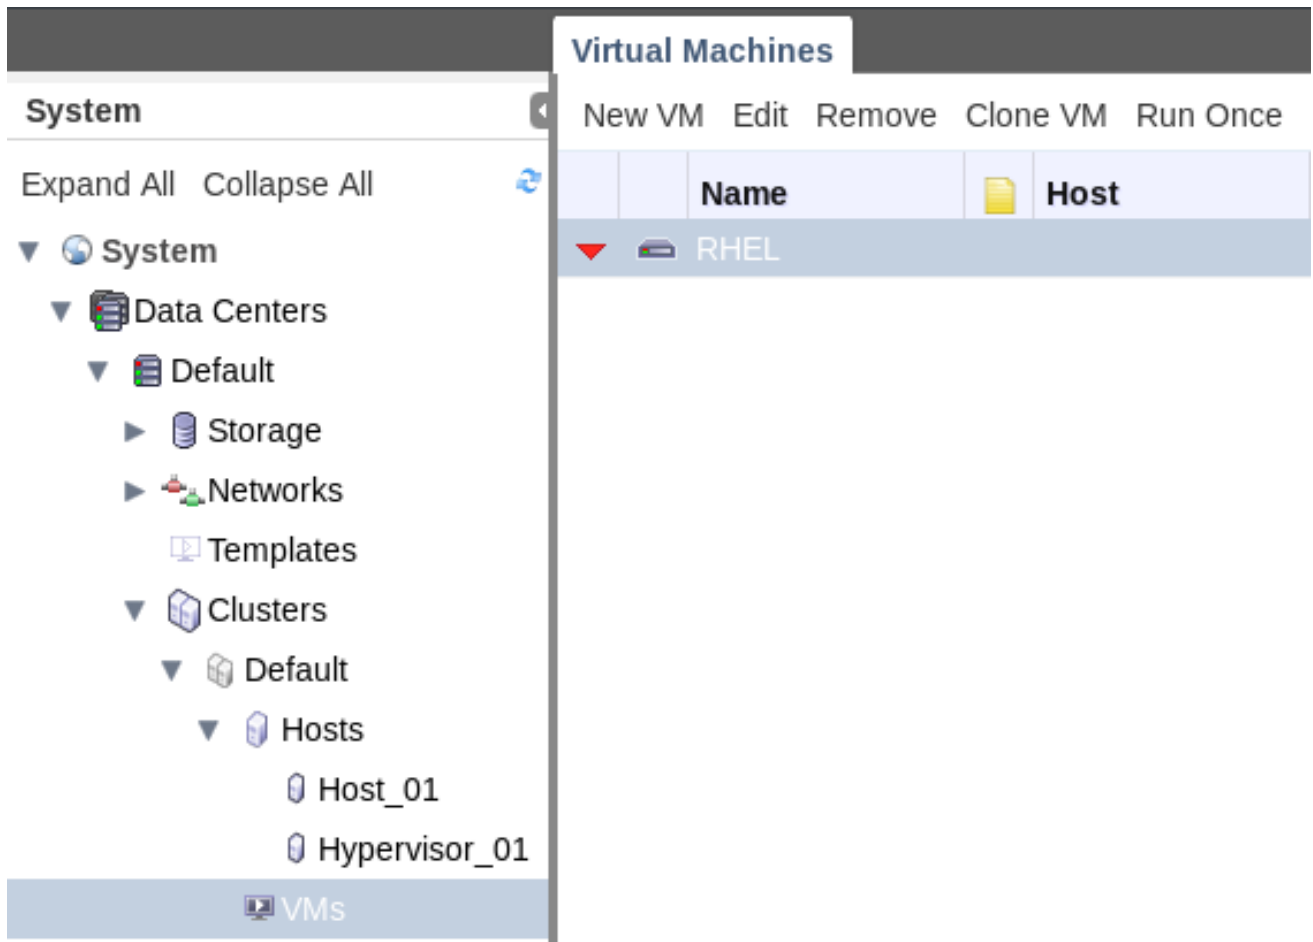 Virtual Machines
System
New VM Edit Remove Clone VM Run Once
Expand All Collapse All
Name Host
System
RHEL
Data Centers
Default
Storage
Networks
Templates
Clusters
Default
Hosts
Host_01
Hypervisor_01
VMs